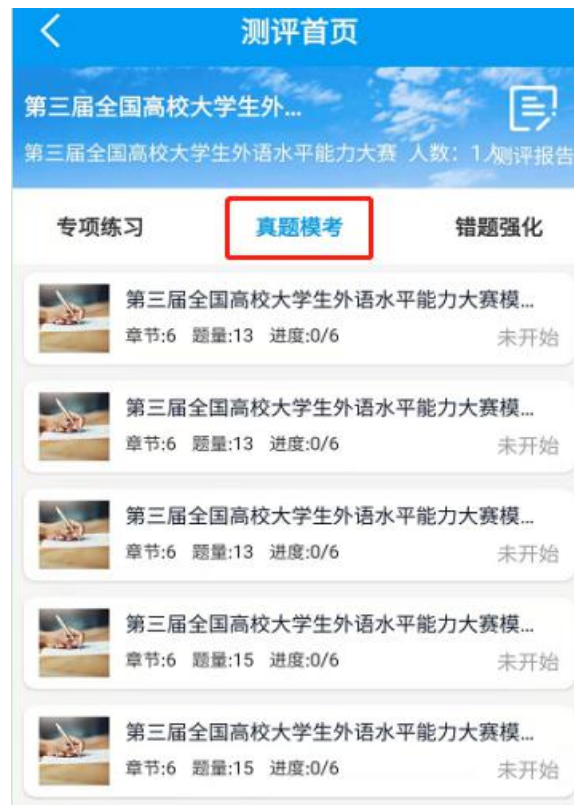 测评首页
第三届全国高校大学生外...
第三届全国高校大学生外语水平能力大赛 人数：1人测评报告
专项练习 真题模考 错题强化
第三届全国高校大学生外语水平能力大赛模...
章节:6 题量:13 进度:0/6 未开始
第三届全国高校大学生外语水平能力大赛模...
章节:6 题量:13 进度:0/6 未开始
第三届全国高校大学生外语水平能力大赛模...
章节:6 题量:13 进度:0/6 未开始
第三届全国高校大学生外语水平能力大赛模...
章节:6 题量:15 进度:0/6 未开始
第三届全国高校大学生外语水平能力大赛模...
章节:6 题量:15 进度:0/6 未开始